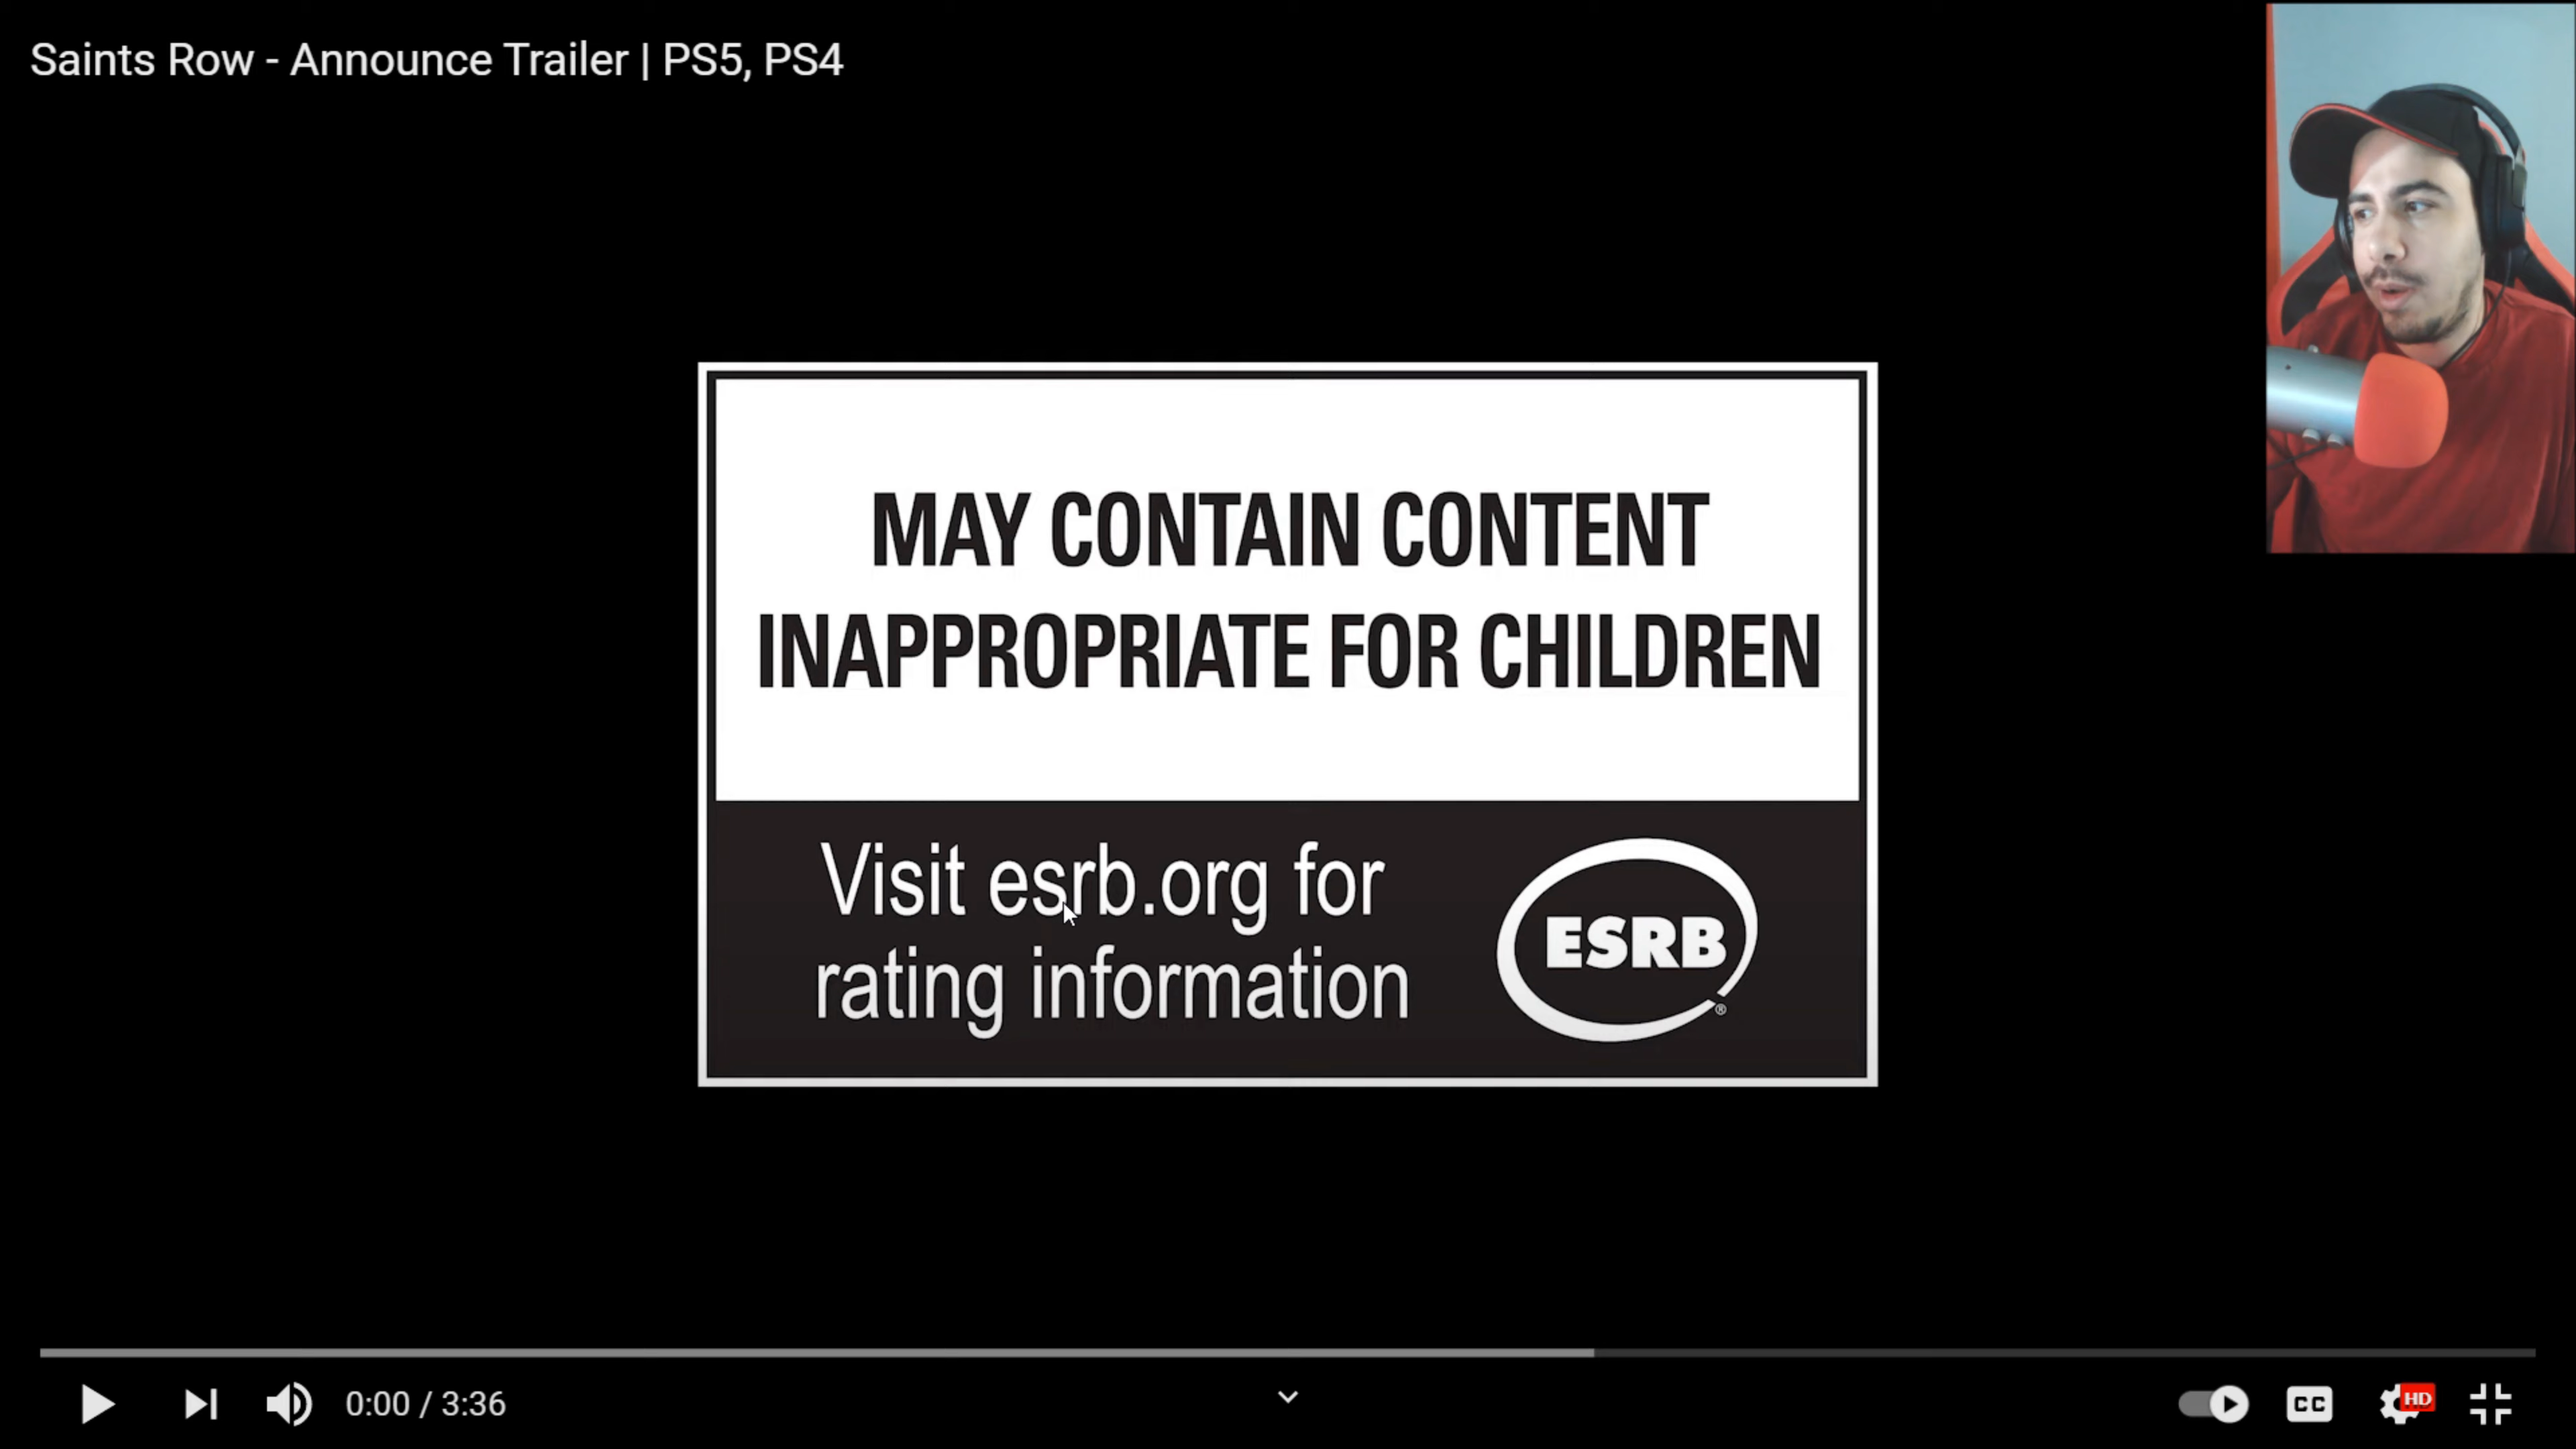 Saints Row - Announce Trailer | PS5, PS4
MAY CONTAIN CONTENT
INAPPROPRIATE FOR CHILDREN
Visit esrb.org for
rating information
ESRB
®
0:00 / 3:36
CC
HD